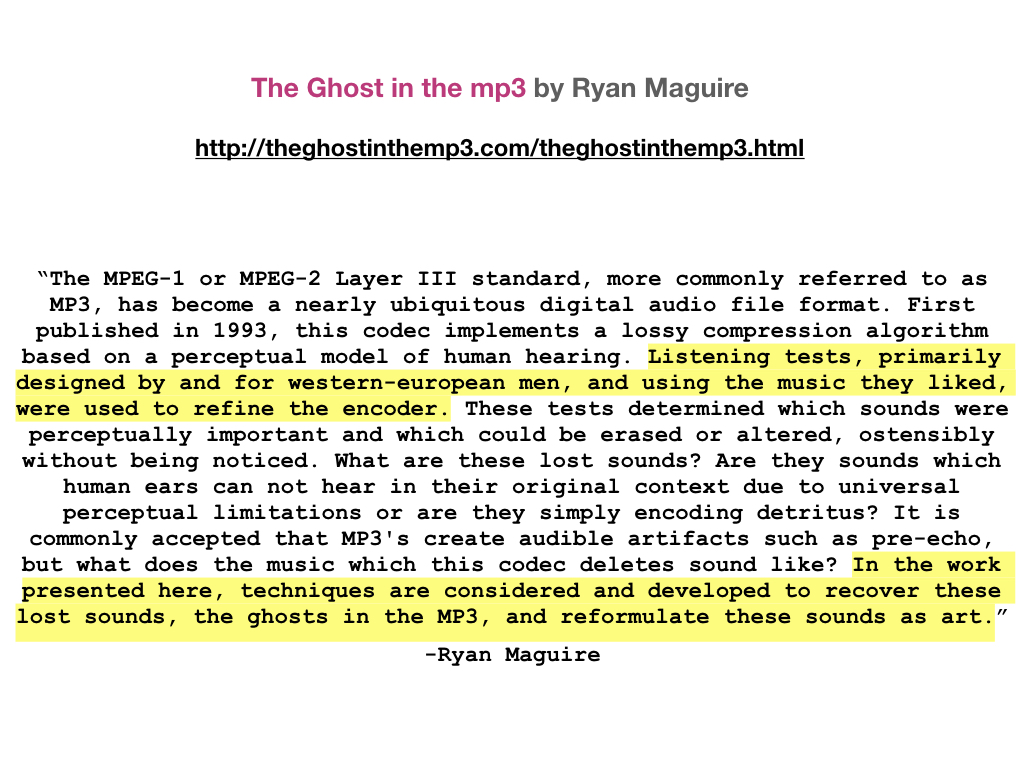 The Ghost in the mp3 by Ryan Maguire
http://theghostinthemp3.com/theghostinthemp3.html
“The MPEG-1 or MPEG-2 Layer III standard, more commonly referred to as
MP3, has become a nearly ubiquitous digital audio file format. First
published in 1993, this codec implements a lossy compression algorithm
based on a perceptual model of human hearing. Listening tests, primarily
designed by and for western-european men, and using the music they liked,
were used to refine the encoder. These tests determined which sounds were
perceptually important and which could be erased or altered, ostensibly
without being noticed. What are these lost sounds? Are they sounds which
human ears can not hear in their original context due to universal
perceptual limitations or are they simply encoding detritus? It is
commonly accepted that MP3's create audible artifacts such as pre-echo,
but what does the music which this codec deletes sound like? In the work
presented here, techniques are considered and developed to recover these
lost sounds, the ghosts in the MP3, and reformulate these sounds as art.”
-Ryan Maguire